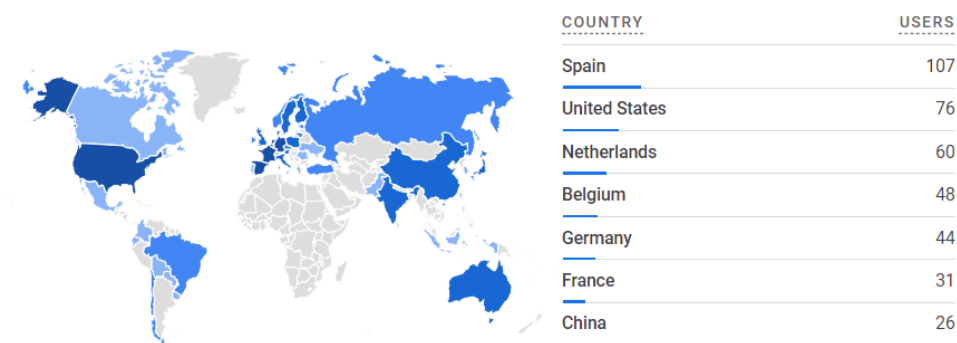 COUNTRY USERS
Spain 107
United States 76
Netherlands 60
Belgium 48
Germany 44
France 31
China 26